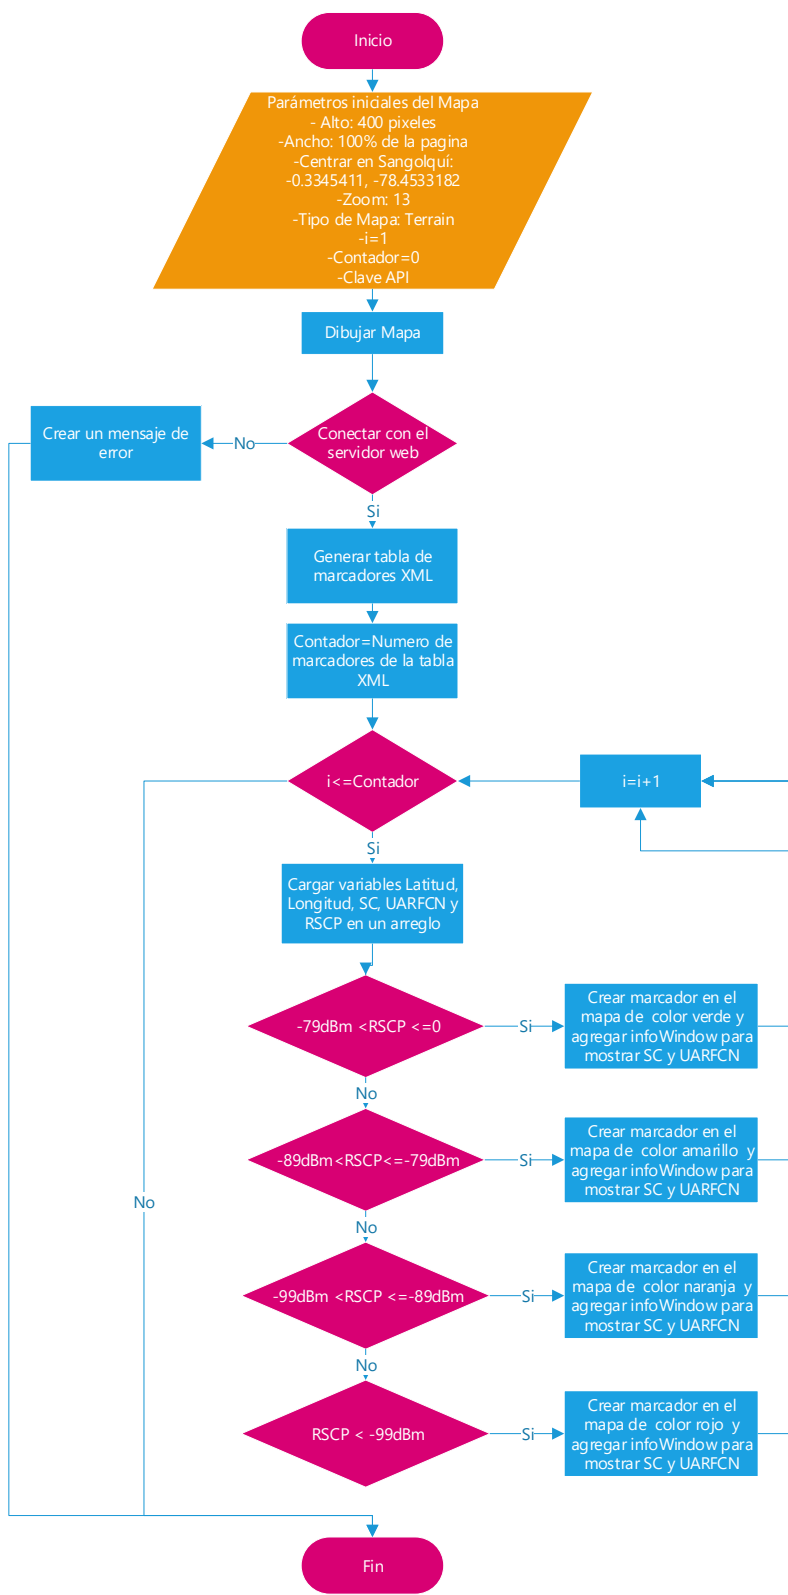 Inicio
Parámetros iniciales del Mapa
- Alto: 400 pixeles
-Ancho: 100% de la pagina
-Centrar en Sangolquí:
-0.3345411, -78.4533182
-Zoom: 13
-Tipo de Mapa: Terrain
-i=1
-Contador=0
-Clave API
Dibujar Mapa
Conectar con el
servidor web
No
Crear un mensaje de
error
Si
Generar tabla de
marcadores XML
Contador=Numero de
marcadores de la tabla
XML
i<=Contador
i=i+1
Si
Cargar variables Latitud,
Longitud, SC, UARFCN y
RSCP en un arreglo
-79dBm <RSCP <=0
Si
Crear marcador en el
mapa de color verde y
agregar infoWindow para
mostrar SC y UARFCN
No
-89dBm<RSCP<=-79dBm
Si
Crear marcador en el
mapa de color amarillo y
agregar infoWindow para
mostrar SC y UARFCN
No
No
-99dBm <RSCP <=-89dBm
Si
Crear marcador en el
mapa de color naranja y
agregar infoWindow para
mostrar SC y UARFCN
No
RSCP < -99dBm
Si
Crear marcador en el
mapa de color rojo y
agregar infoWindow para
mostrar SC y UARFCN
Fin